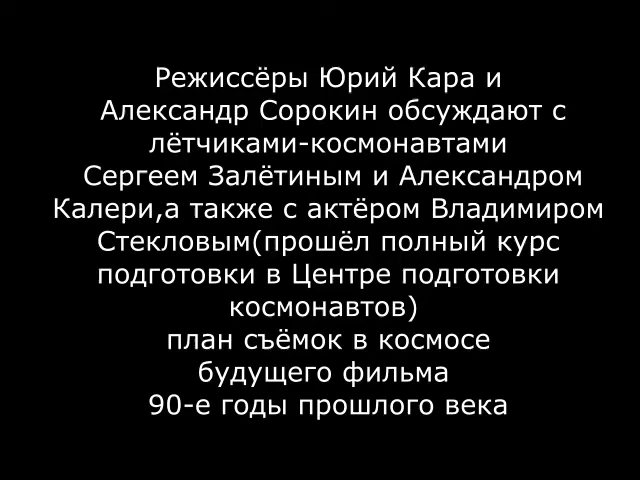 Режиссёры Юрий Кара и
Александр Сорокин обсуждают с
лётчиками-космонавтами
Сергеем Залётиным и Александром
Калери,а также с актёром Владимиром
Стекловым(прошёл полный курс
подготовки в Центре подготовки
космонавтов)
план съёмок в космосе
будущего фильма
90-е годы прошлого века